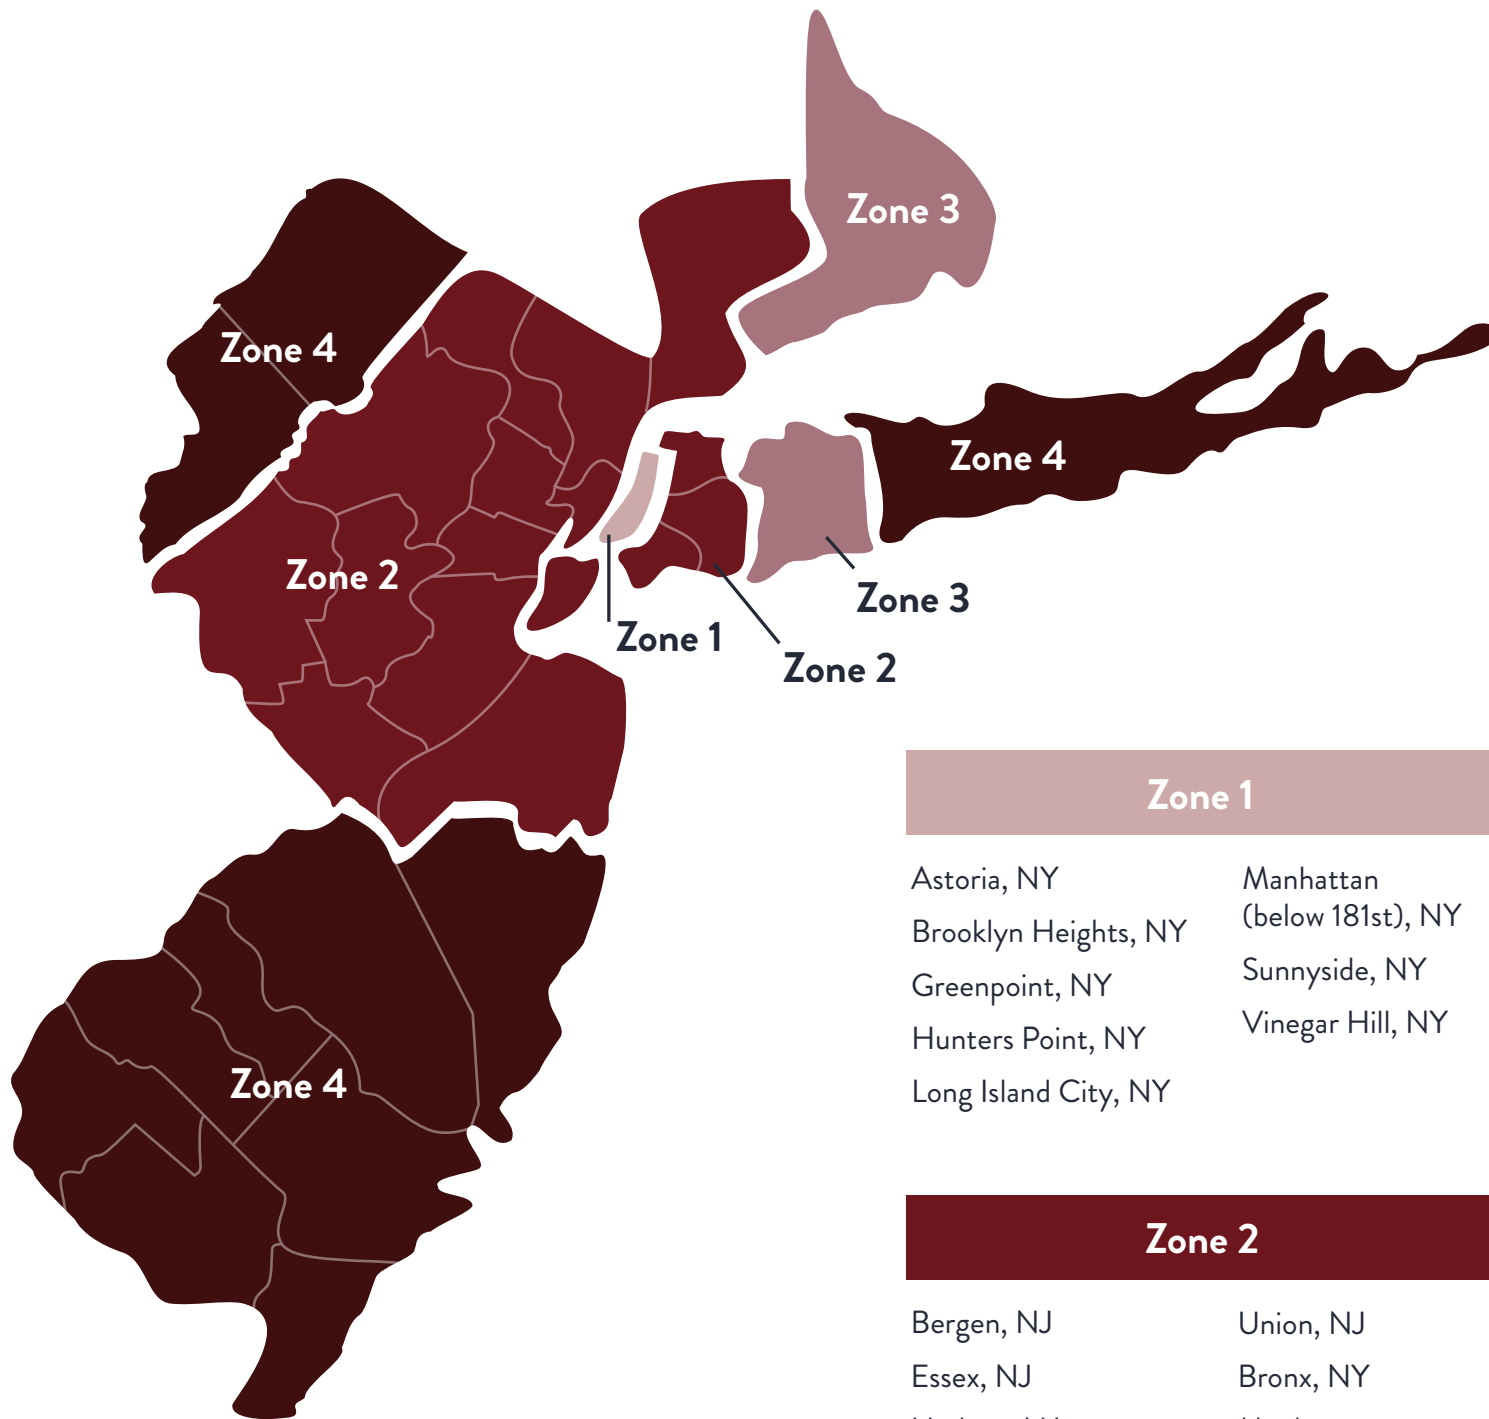 Zone 3
Zone 4
Zone 4
Zone 2
Zone 3
Zone 1
Zone 2
Zone 1
Astoria, NY
Brooklyn Heights, NY
Greenpoint, NY
Hunters Point, NY
Long Island City, NY
Manhattan
(below 181st), NY
Sunnyside, NY
Vinegar Hill, NY
Zone 4
Zone 2
Bergen, NJ
Essex, NJ
Union, NJ
Bronx, NY